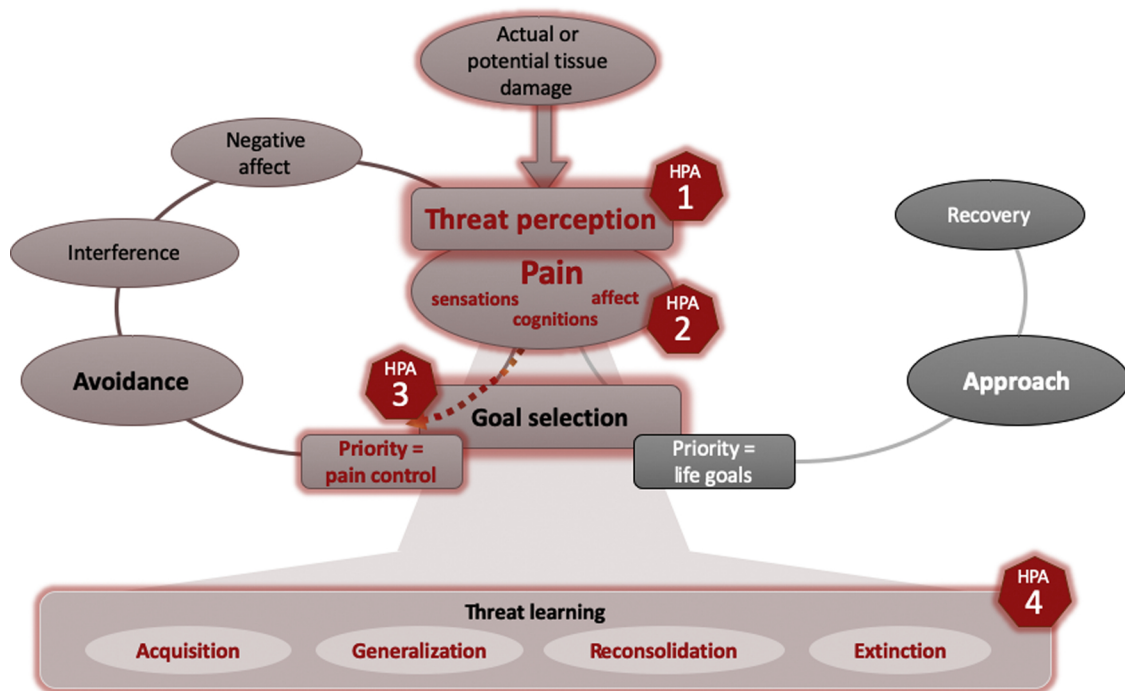 Actual or
potential tissue
damage
Negative
affect
HPA
1
Threat perception
Recovery
Interference
Pain
sensations
affect
cognitions
HPA
2
HPA
3
Avoidance
Approach
Goal selection
Priority =
pain control
Priority =
life goals
HPA
4
Threat learning
Acquisition
Generalization
Reconsolidation
Extinction